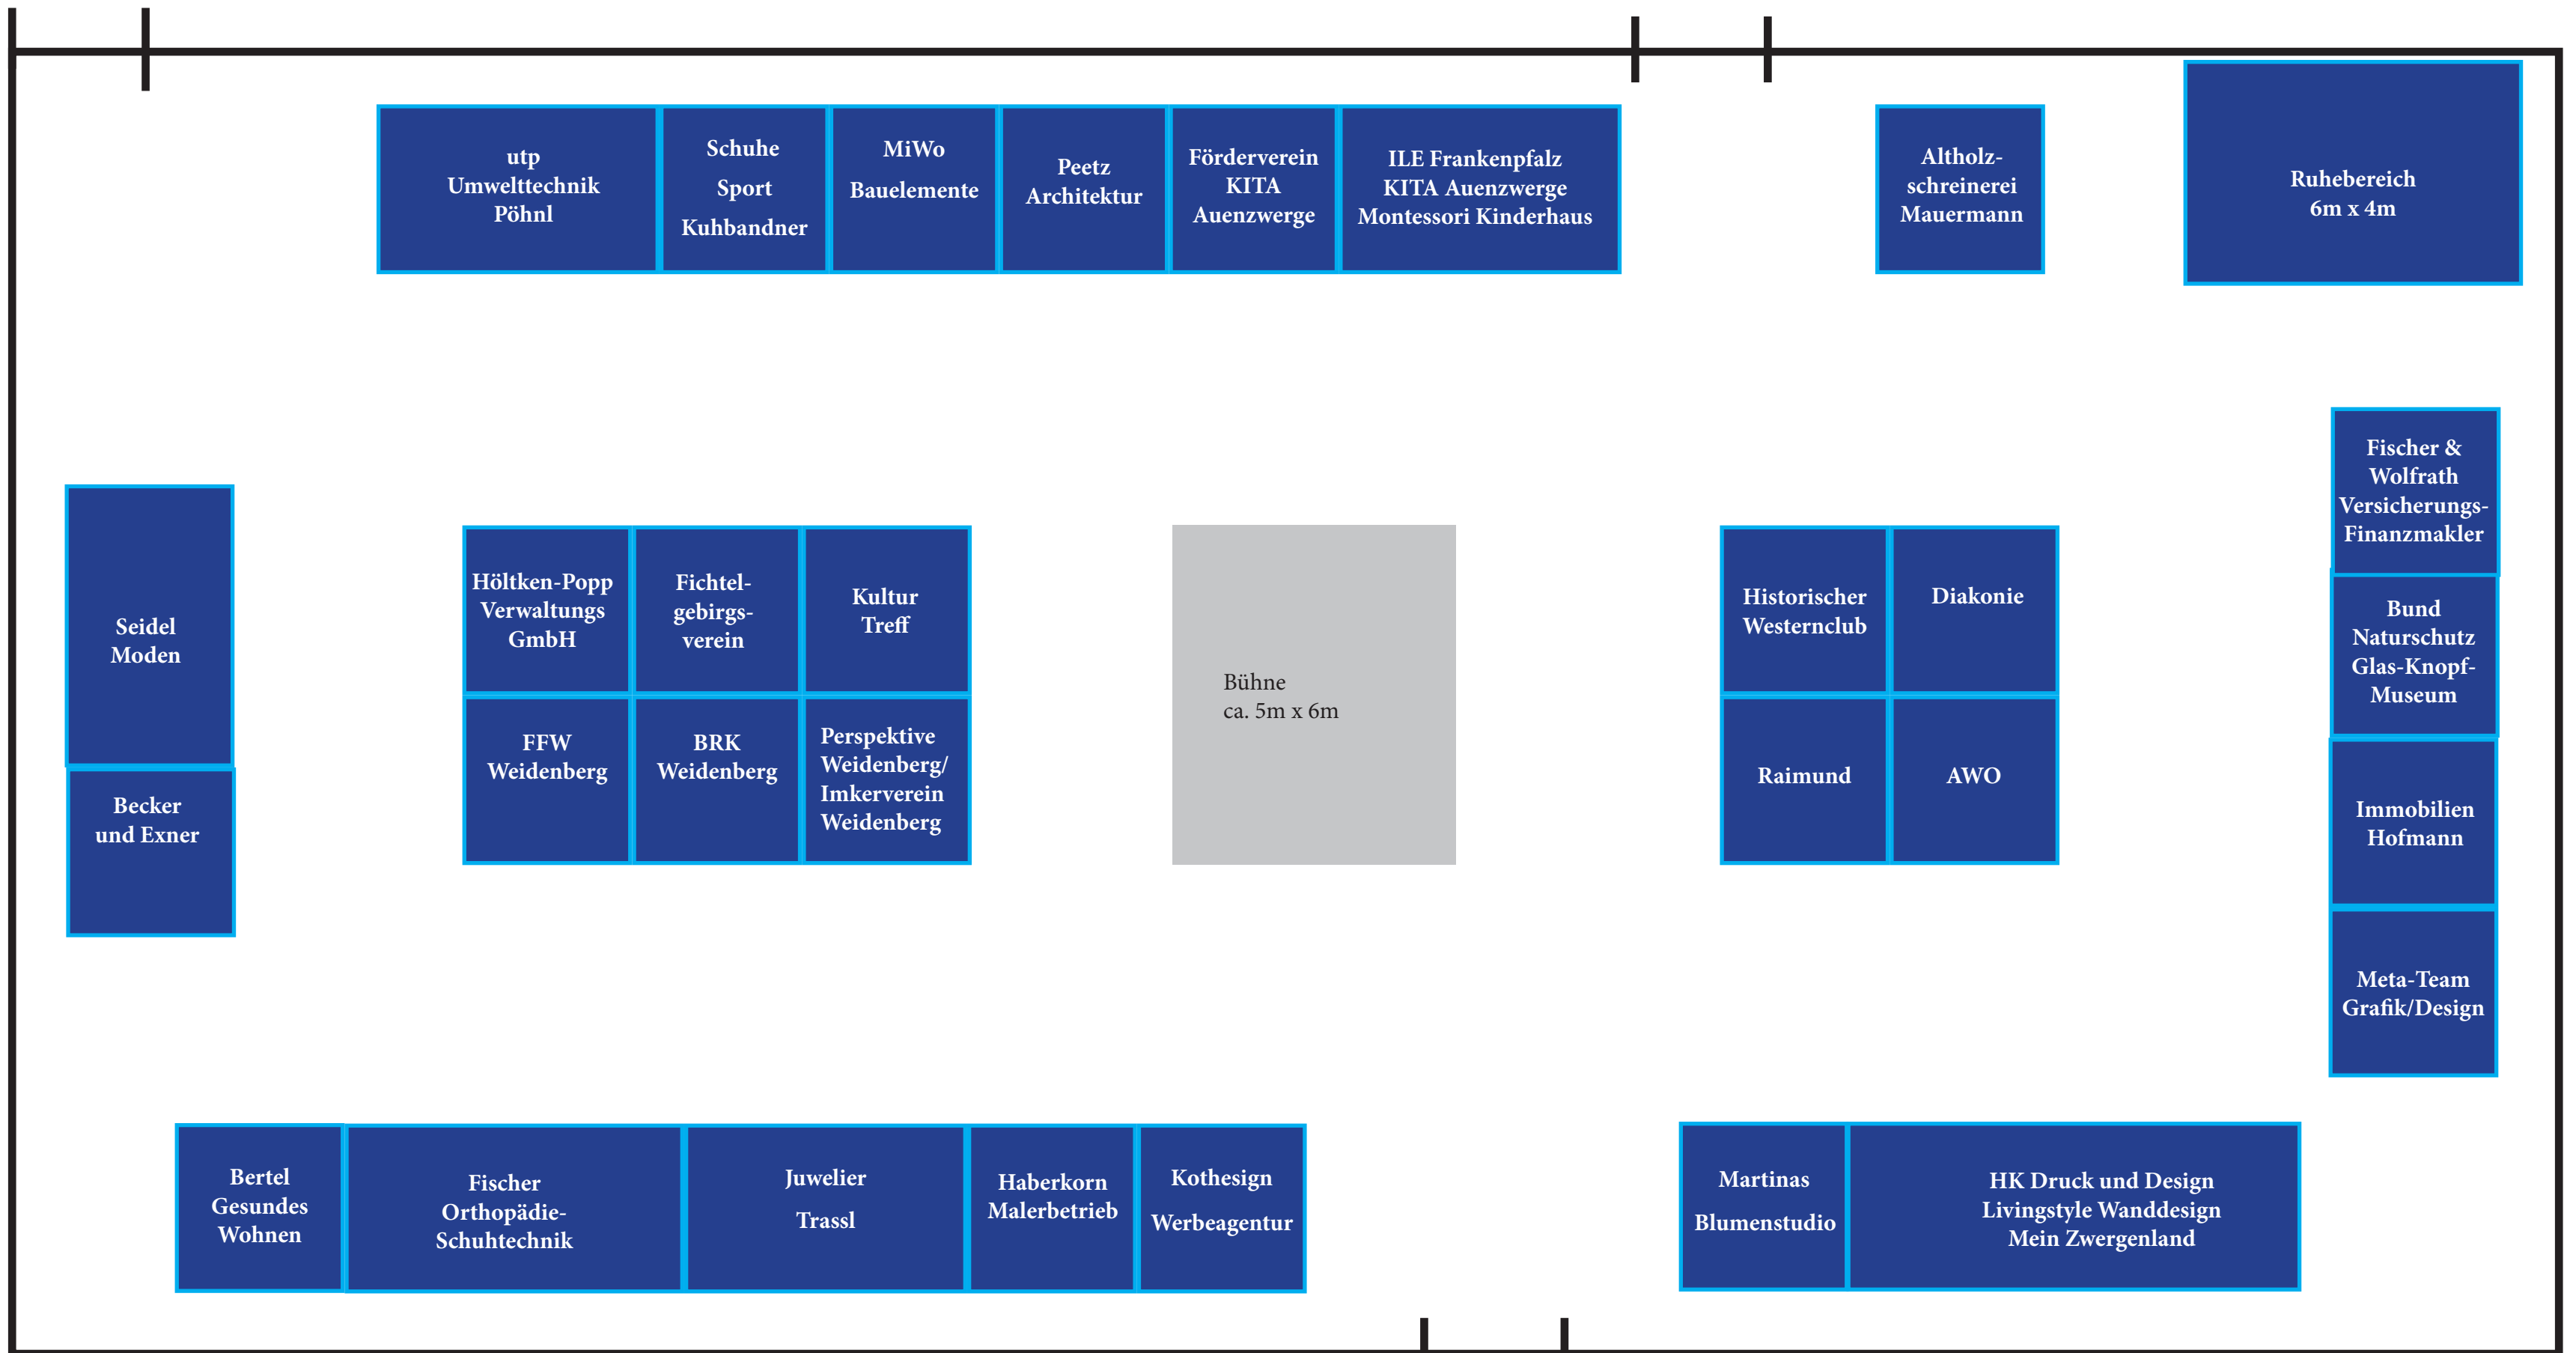 utp
Umwelttechnik
Pöhnl
Schuhe
Sport
Kuhbandner
MiWo
Bauelemente
Peetz
Architektur
Förderverein
KITA
Auenzwerge
ILE Frankenpfalz
KITA Auenzwerge
Montessori Kinderhaus
Altholz-
schreinerei
Mauermann
Ruhebereich
6m x 4m
Seidel
Moden
Becker
und Exner
Höltken-Popp
Verwaltungs
GmbH
Fichtel-
gebirgs-
verein
Kultur
Treff
FFW
Weidenberg
BRK
Weidenberg
Perspektive
Weidenberg/
Imkerverein
Weidenberg
Bühne
ca. 5m x 6m
Historischer
Westernclub
Diakonie
Raimund
AWO
Fischer &
Wolfrath
Versicherungs-
Finanzmakler
Bund
Naturschutz
Glas-Knopf-
Museum
Immobilien
Hofmann
Meta-Team
Grafik/Design
Bertel
Gesundes
Wohnen
Fischer
Orthopädie-
Schuhtechnik
Juwelier
Trassl
Haberkorn
Malerbetrieb
Kothesign
Werbeagentur
Martinas
Blumenstudio
HK Druck und Design
Livingstyle Wanddesign
Mein Zwergenland